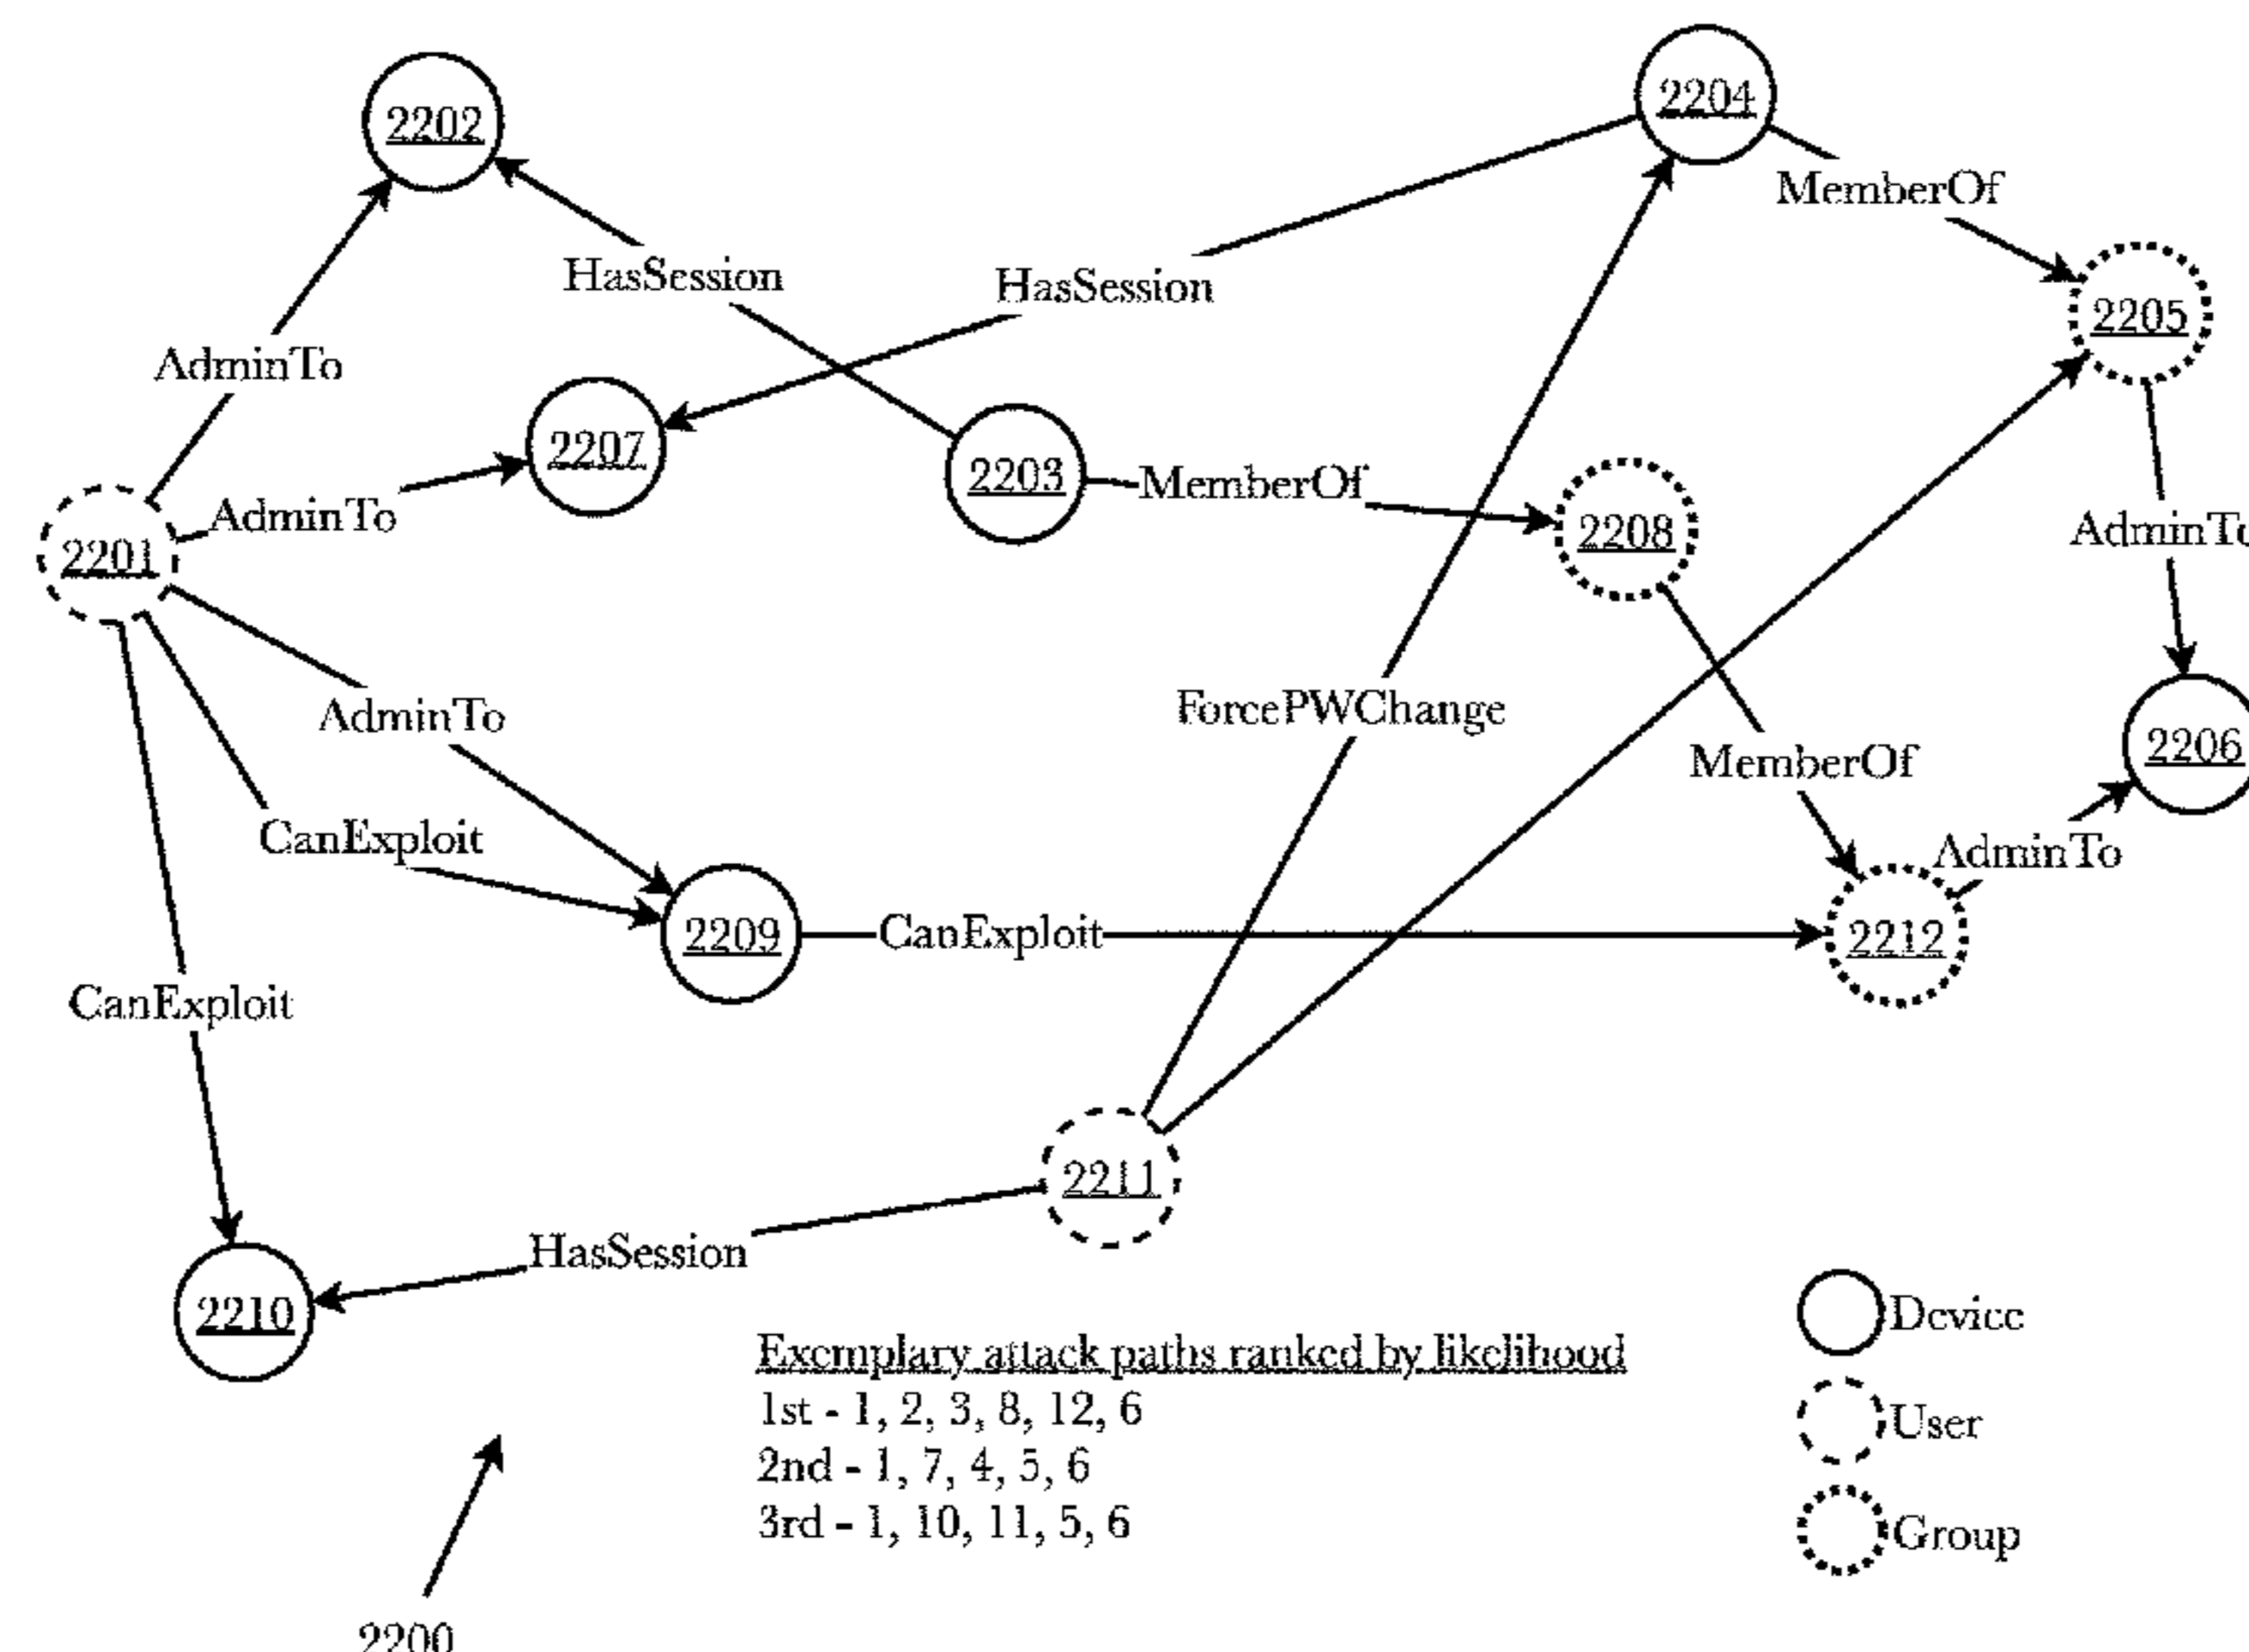 2202
2204
MemberOf
HasSession
HasSession
2205
AdminTo
2207
2203
MemberOf
AdminTo
2208
AdminTo
2201
AdminTo
ForcePWChange
MemberOf
2206
CanExploit
AdminTo
2209
CanExploit
2212
CanExploit
2211
HasSession
2210
Device
User
Group
Exemplary attack paths ranked by likelihood
1st - 1, 2, 3, 8, 12, 6
2nd - 1, 7, 4, 5, 6
3rd - 1, 10, 11, 5, 6
2200